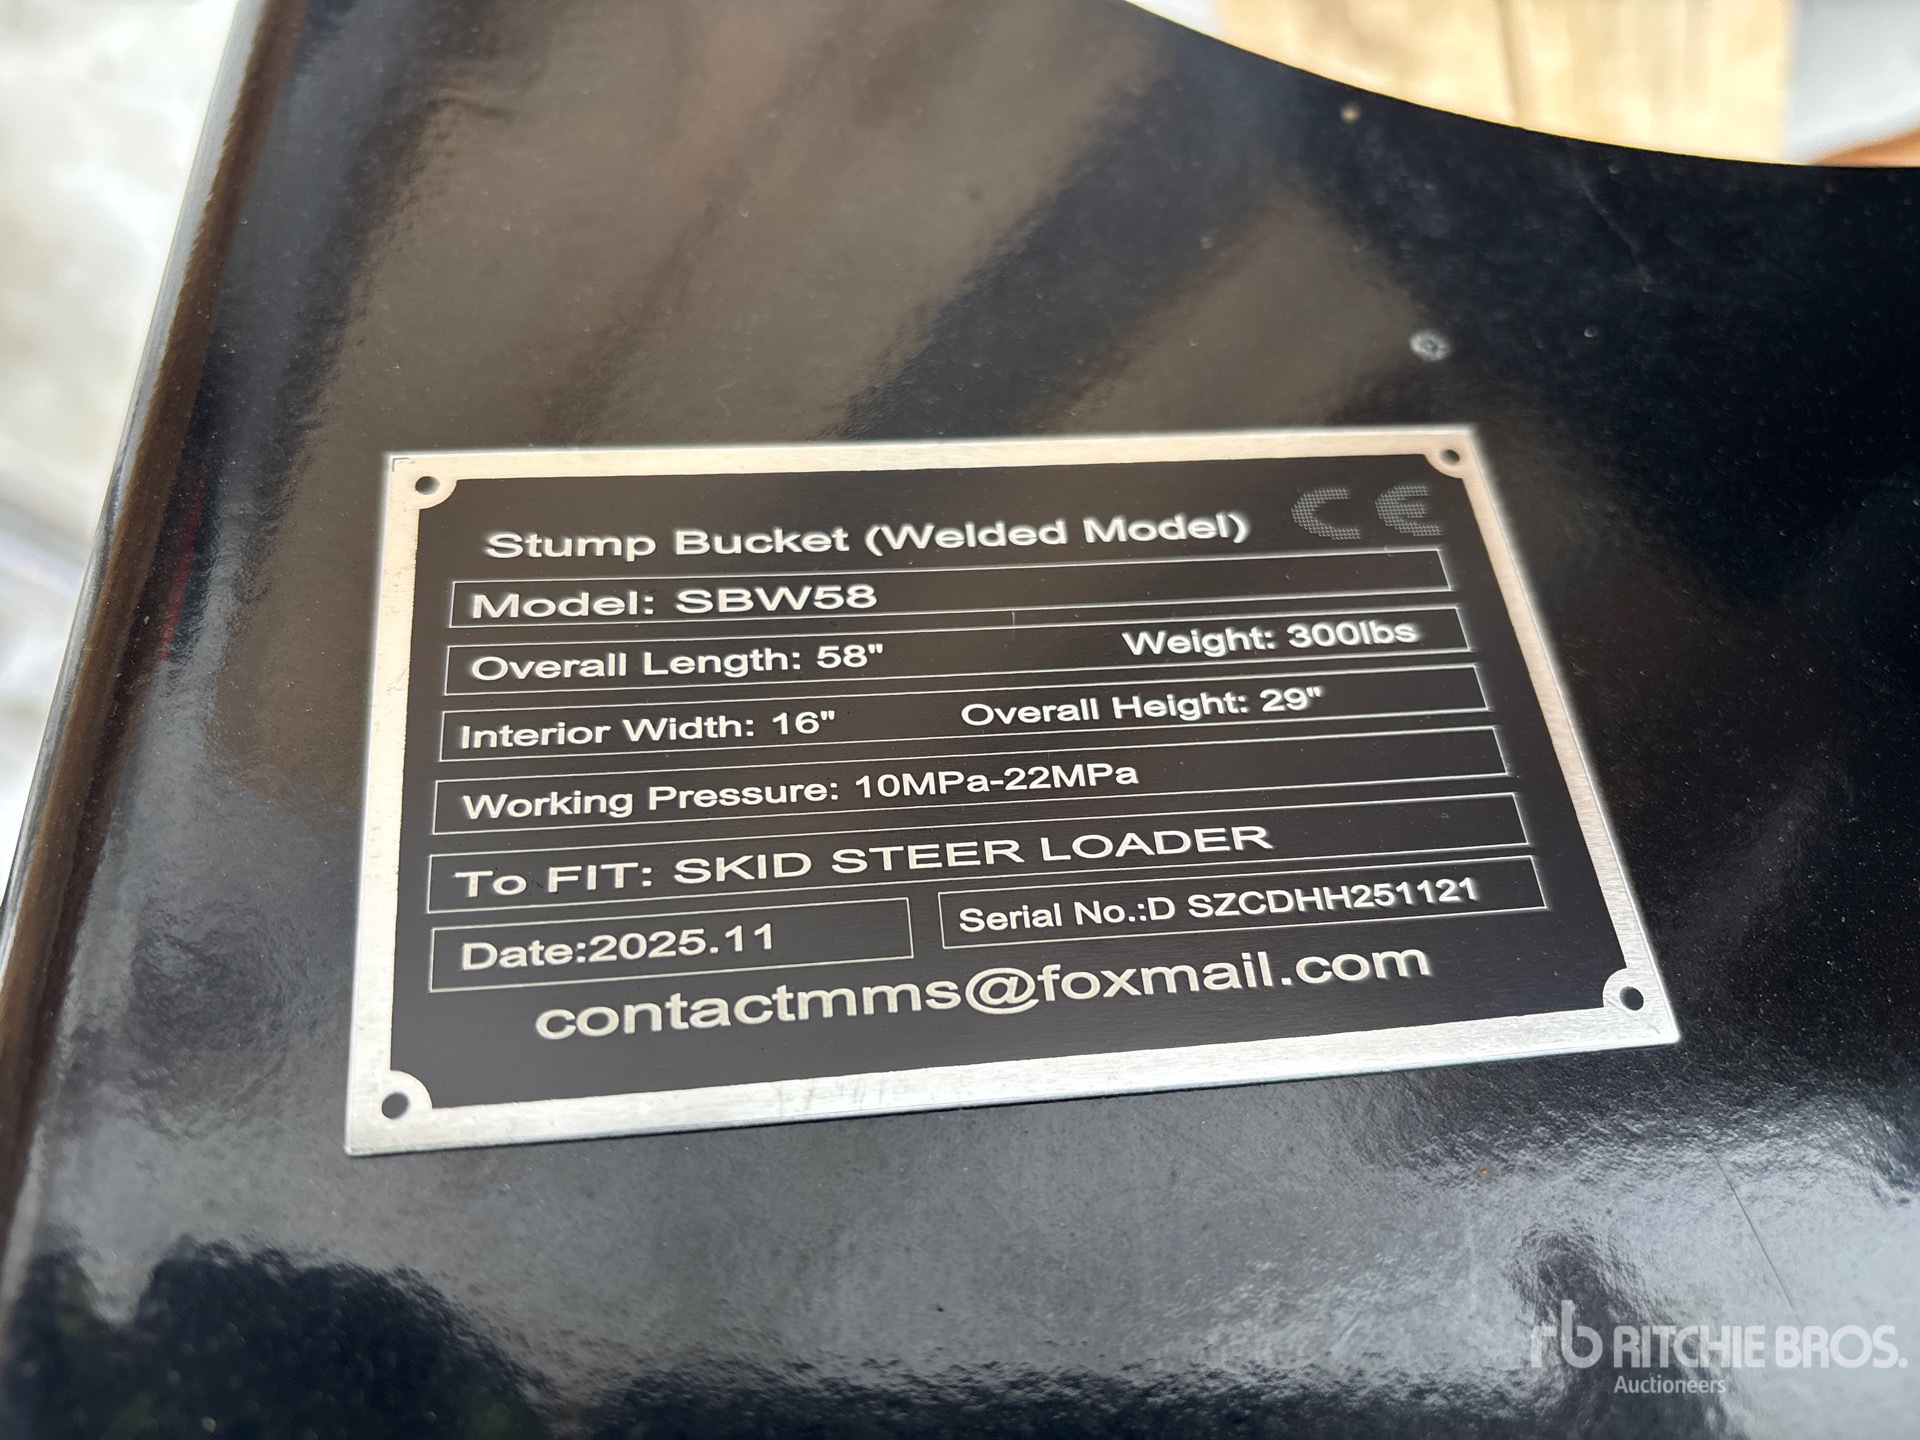 Stump Bucket (Welded Model) CE
Model: SBW58
Overall Length: 58" Weight: 300lbs
Interior Width: 16" Overall Height: 29"
Working Pressure: 10MPa-22MPa
To FIT: SKID STEER LOADER
Date:2025.11 Serial No.:D SZCDHH251121
contactmms@foxmail.com
rb RITCHIE BROS.
Auctioneers